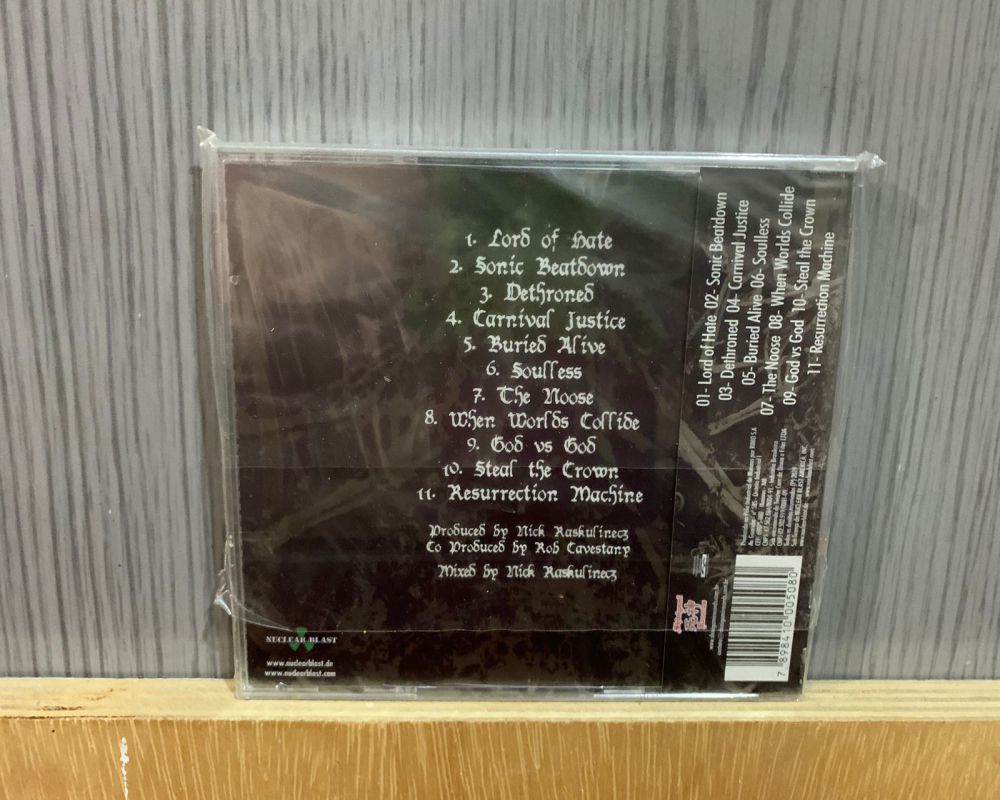 1. Lord of Hate
2. Sonic Beatdown
3. Dethroned
4. Carnival Justice
5. Buried Alive
6. Soulless
7. The Noose
8. When Worlds Collide
9. God vs God
10. Steal the Crown
11. Resurrection Machine
Produced by Nick Raskulinecz
Co Produced by Rob Cavestany
Mixed by Nick Raskulinecz
NUCLEAR BLAST
www.nuclearblast.de
www.nuclearblast.com
01- Lord of Hate 02- Sonic Beatdown
03- Dethroned 04- Carnival Justice
05- Buried Alive 06- Soulless
07- The Noose 08- When Worlds Collide
09- God vs God 10- Steal the Crown
11- Resurrection Machine
7 898410 005080